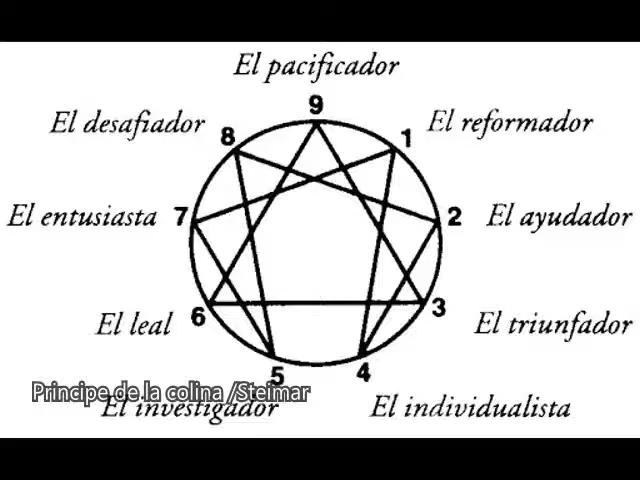 El pacificador
9
El desafiador 8
1 El reformador
El entusiasta 7
2 El ayudador
El leal 6
3 El triunfador
5
4
Principe de la colina /Steimar
El investigador
El individualista